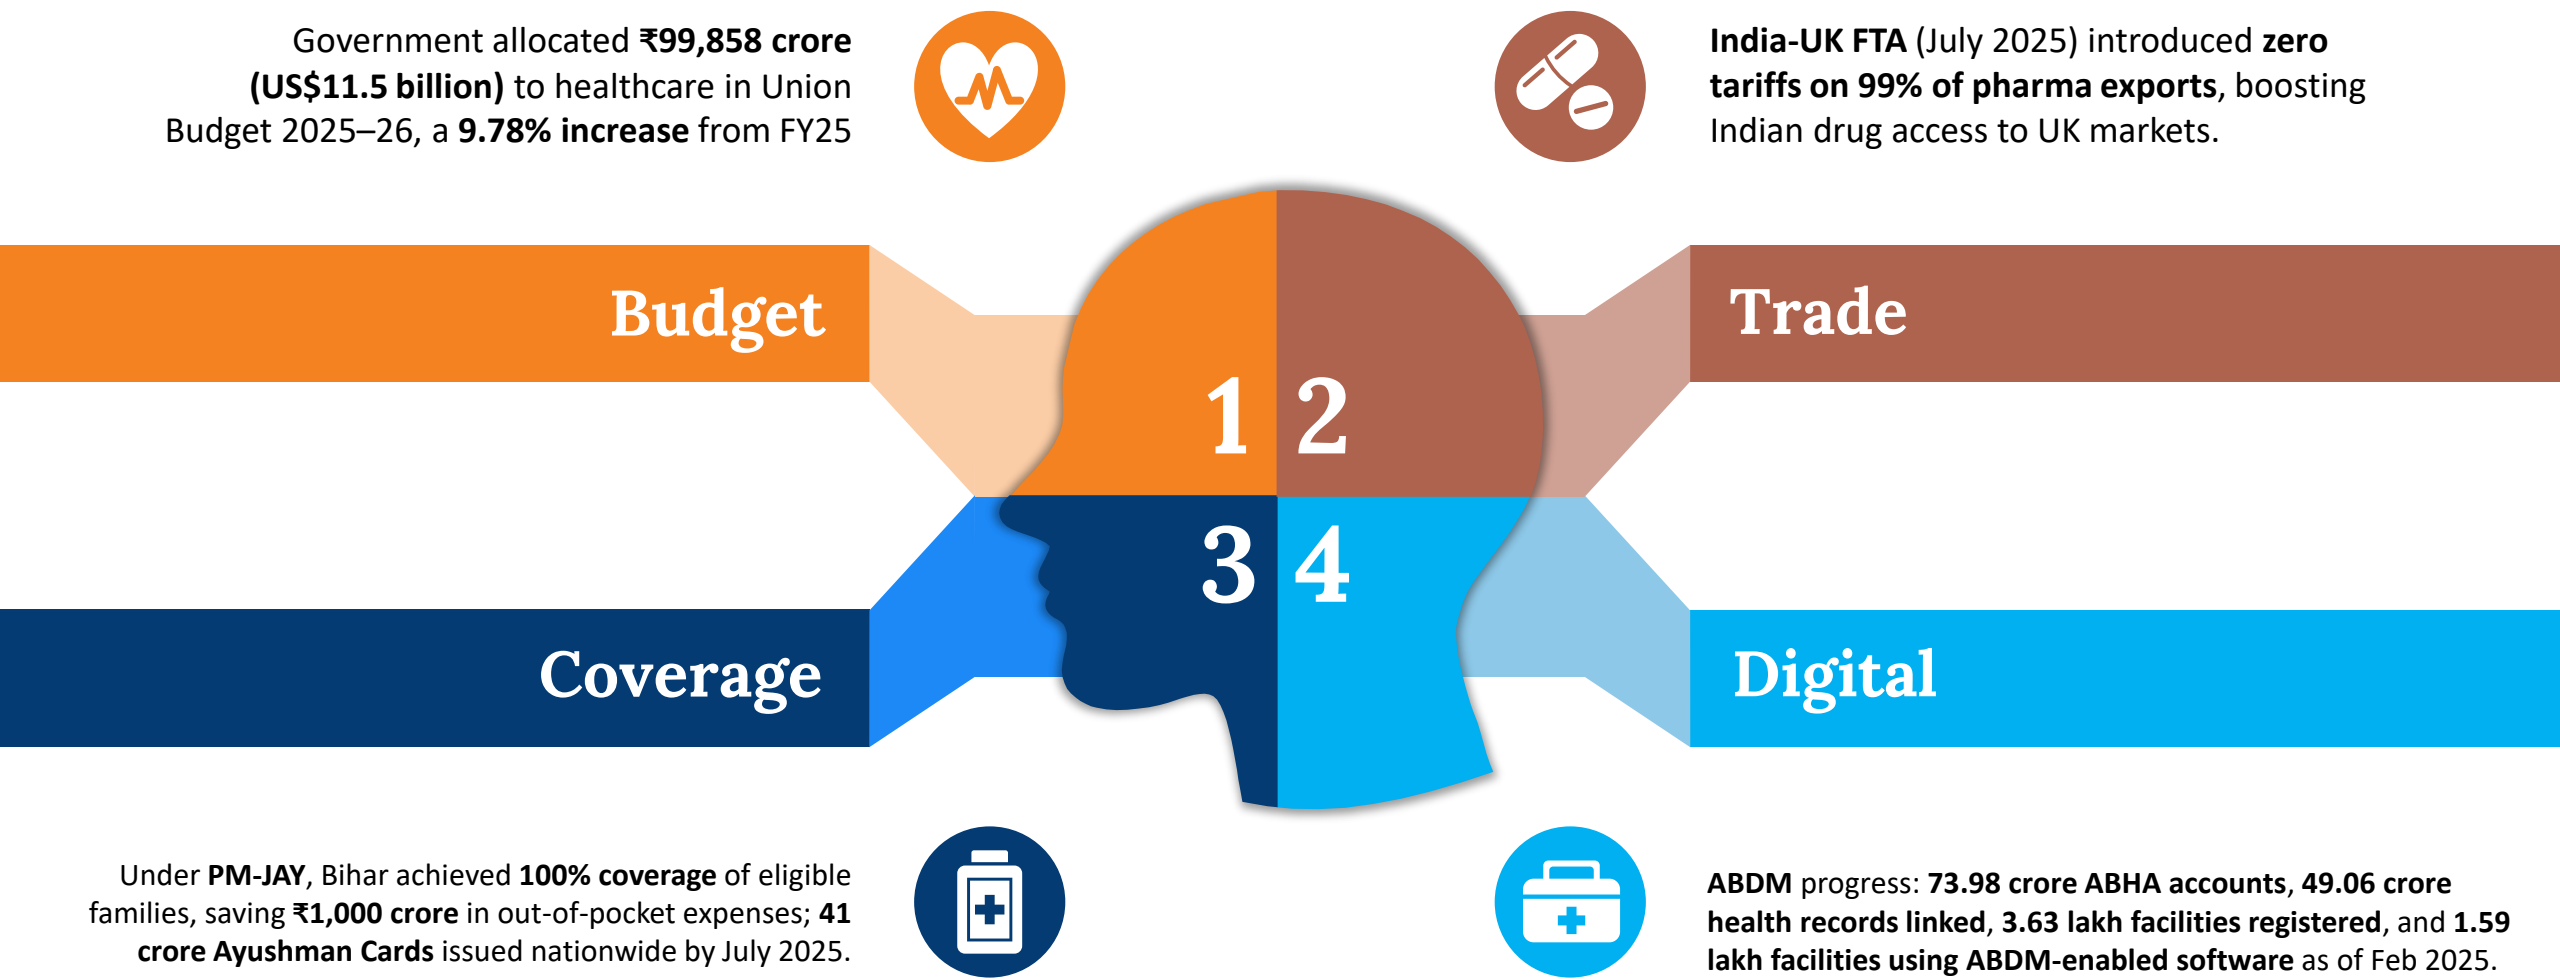 Government allocated ₹99,858 crore
(US$11.5 billion) to healthcare in Union
Budget 2025–26, a 9.78% increase from FY25
India-UK FTA (July 2025) introduced zero
tariffs on 99% of pharma exports, boosting
Indian drug access to UK markets.
Budget
Trade
1
2
3
4
Coverage
Digital
Under PM-JAY, Bihar achieved 100% coverage of eligible
families, saving ₹1,000 crore in out-of-pocket expenses; 41
crore Ayushman Cards issued nationwide by July 2025.
ABDM progress: 73.98 crore ABHA accounts, 49.06 crore
health records linked, 3.63 lakh facilities registered, and 1.59
lakh facilities using ABDM-enabled software as of Feb 2025.